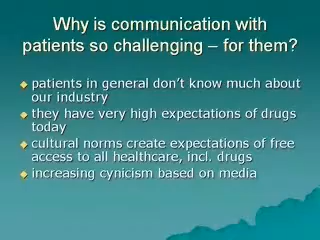 Why is communication with
patients so challenging – for them?
patients in general don't know much about
our industry
they have very high expectations of drugs
today
cultural norms create expectations of free
access to all healthcare, incl. drugs
increasing cynicism based on media